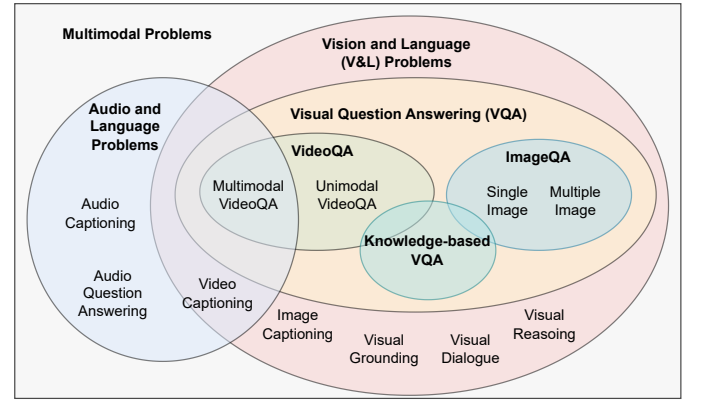 Multimodal Problems
Vision and Language
(V&L) Problems
Audio and
Language
Problems
Visual Question Answering (VQA)
VideoQA
ImageQA
Multimodal
VideoQA
Unimodal
VideoQA
Single
Image
Multiple
Image
Audio
Captioning
Knowledge-based
VQA
Audio
Question
Answering
Video
Captioning
Image
Captioning
Visual
Grounding
Visual
Dialogue
Visual
Reasoing